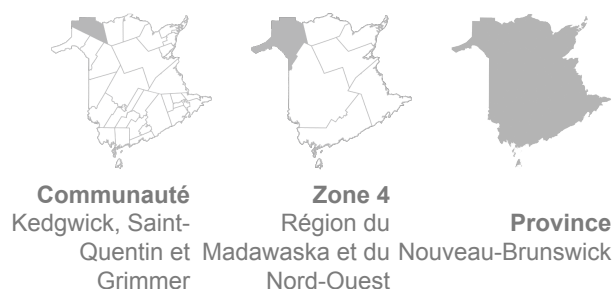 Communauté
Kedgwick, Saint-
Quentin et
Grimmer
Zone 4
Région du
Madawaska et du
Nord-Ouest
Province
Nouveau-Brunswick